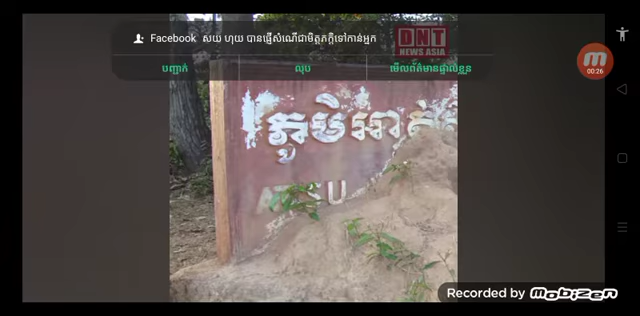 Facebook សយ ហុយ បានផ្ញើសំណើជាមិត្តភក្តិទៅកាន់អ្នក
បញ្ជាក់ លុប មើលព័ត៌មានផ្ទាល់ខ្លួន
DNT
NEWS ASIA
M
00:26
ភូមិអាត់
SU
Recorded by MOBIZEN